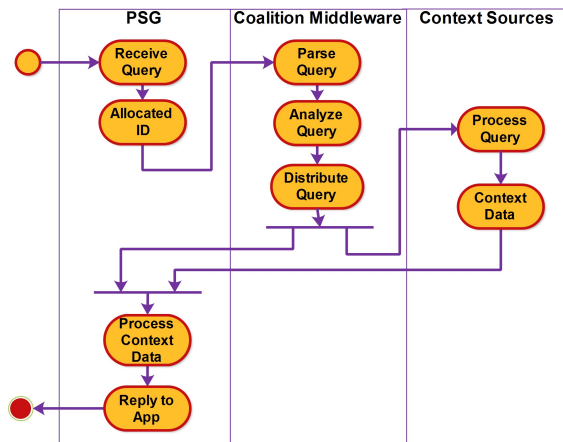 PSG
Coalition Middleware
Context Sources
Receive
Query
Allocated
ID
Parse
Query
Analyze
Query
Distribute
Query
Process
Query
Context
Data
Process
Context
Data
Reply to
App